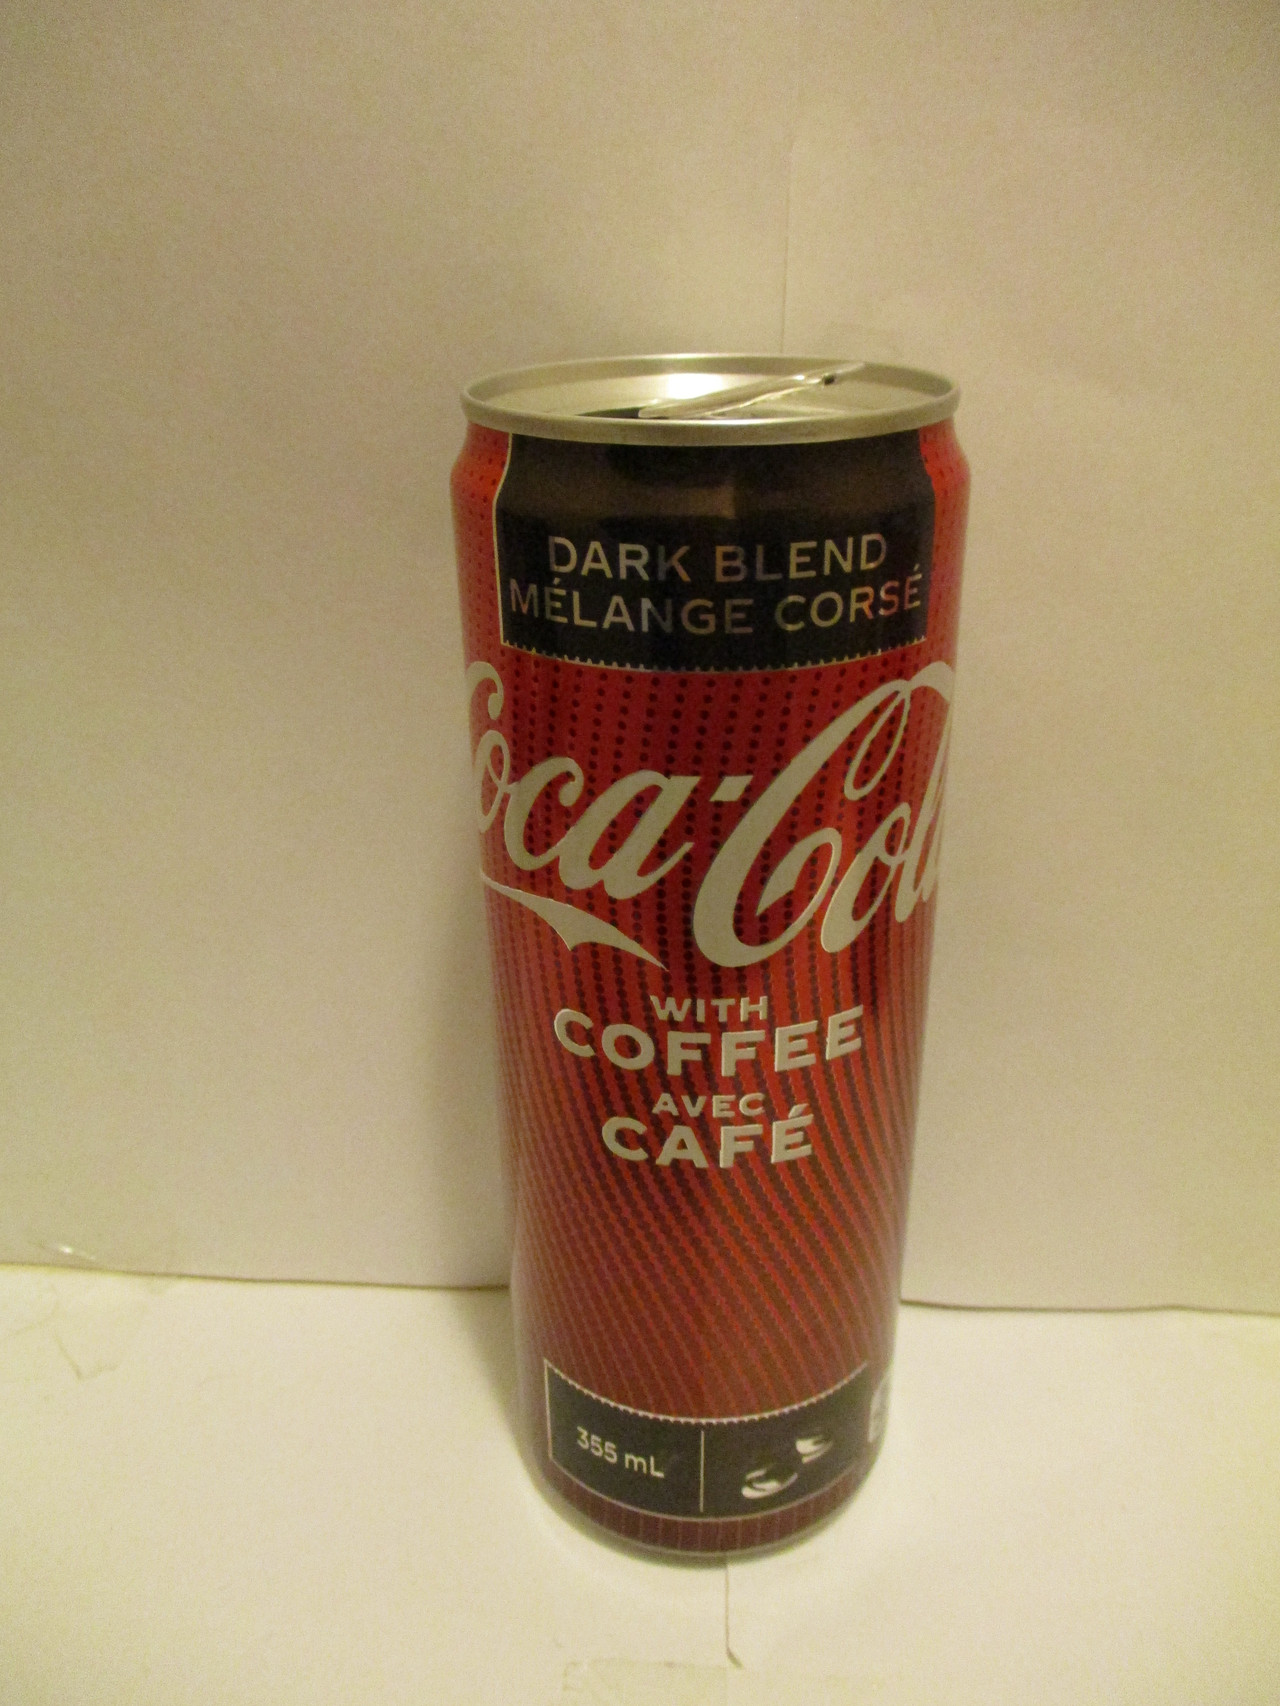 DARK BLEND
MÉLANGE CORSÉ
Coca-Cola
WITH
COFFEE
AVEC
CAFÉ
355 mL